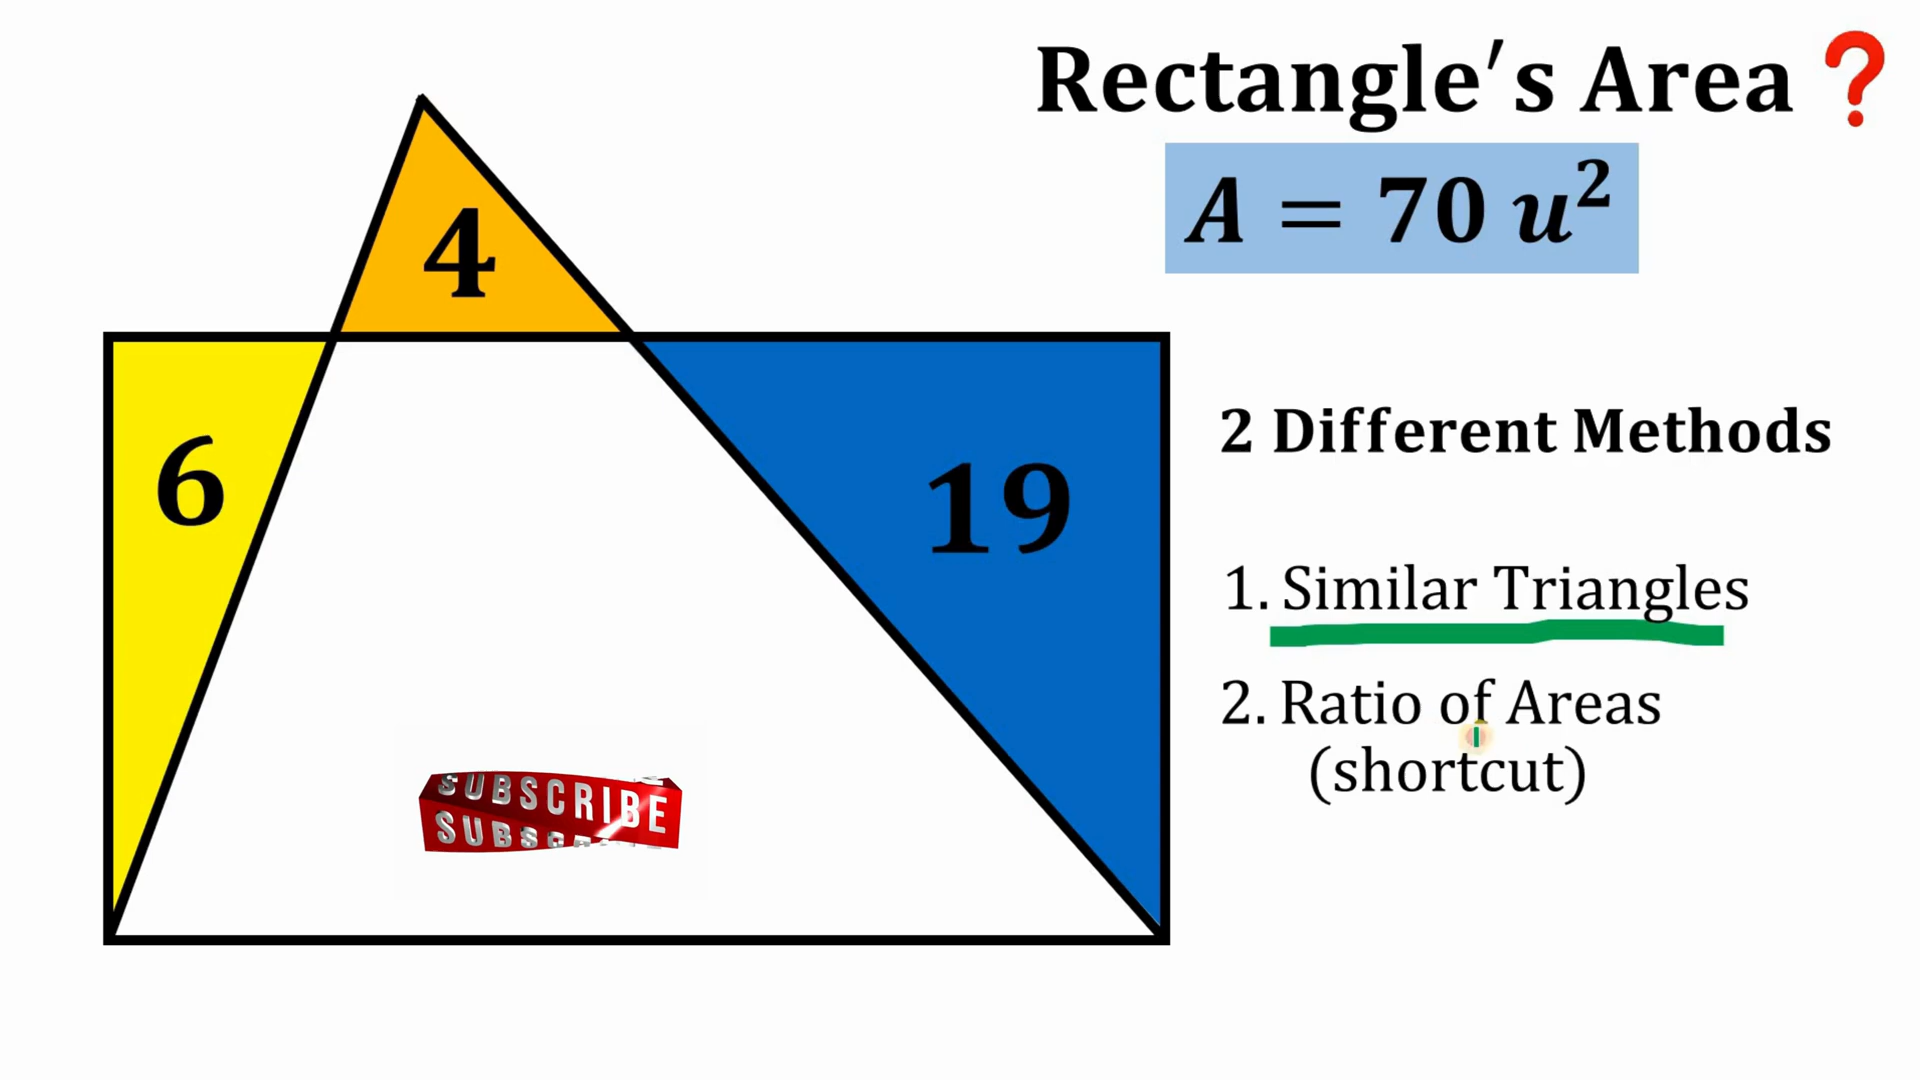 Rectangle′s Area ❓
A = 70 u²
4
6
19
2 Different Methods
1. Similar Triangles
2. Ratio of Areas
(shortcut)
SUBSCRIBE